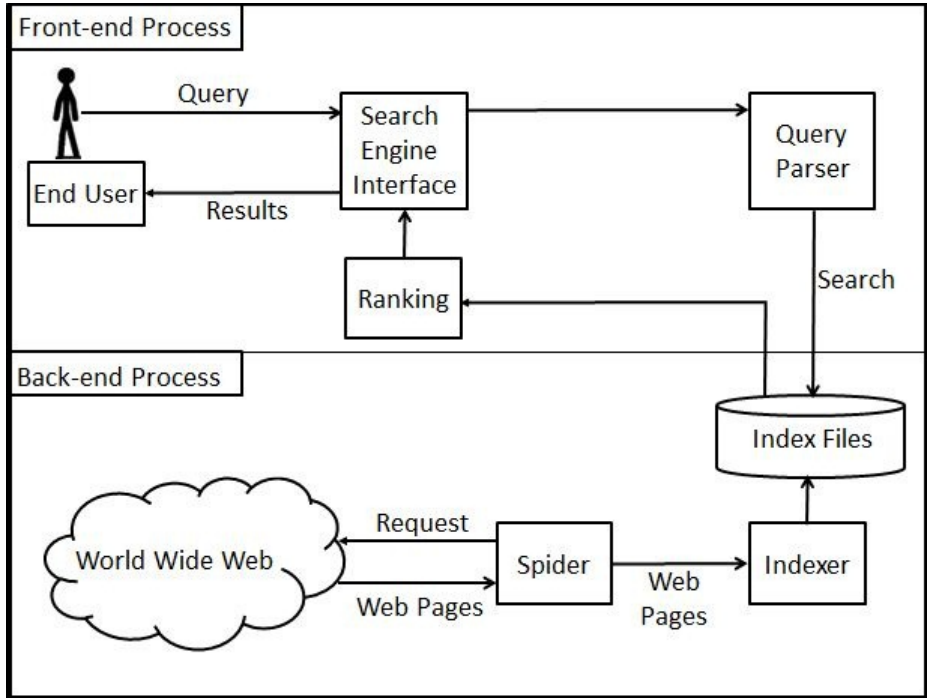 Front-end Process
Query
Search
Engine
Interface
Query
Parser
End User
Results
Search
Ranking
Back-end Process
Index Files
Request
World Wide Web
Spider
Indexer
Web Pages
Web
Pages